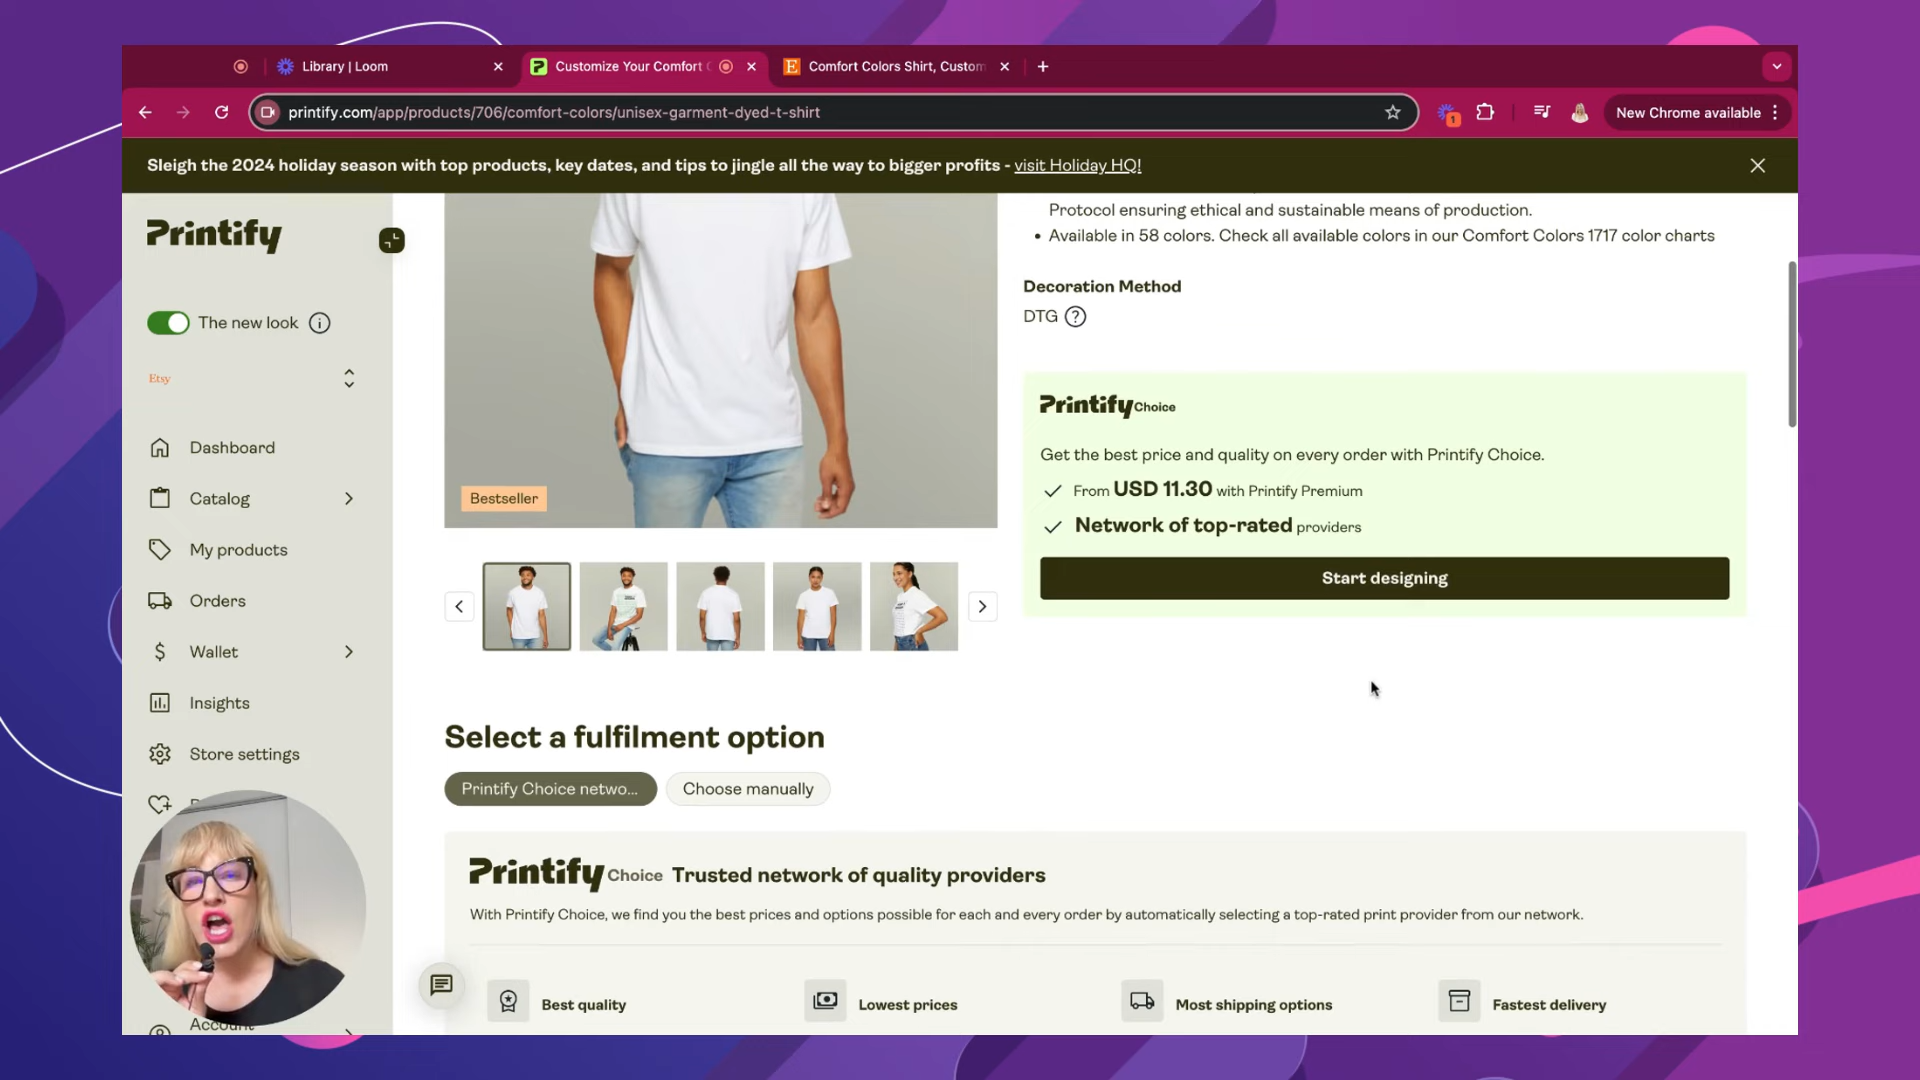 Library | Loom
Customize Your Comfort
Comfort Colors Shirt, Custom
printify.com/app/products/706/comfort-colors/unisex-garment-dyed-t-shirt
1
New Chrome available
Sleigh the 2024 holiday season with top products, key dates, and tips to jingle all the way to bigger profits - visit Holiday HQ!
Printify
The new look
Etsy
Dashboard
Catalog
My products
Orders
Wallet
Insights
Store settings
Account
Bestseller
Protocol ensuring ethical and sustainable means of production.
• Available in 58 colors. Check all available colors in our Comfort Colors 1717 color charts
Decoration Method
DTG
Printify Choice
Get the best price and quality on every order with Printify Choice.
From USD 11.30 with Printify Premium
Network of top-rated providers
Start designing
Select a fulfilment option
Printify Choice netwo...
Choose manually
Printify Choice Trusted network of quality providers
With Printify Choice, we find you the best prices and options possible for each and every order by automatically selecting a top-rated print provider from our network.
Best quality
Lowest prices
Most shipping options
Fastest delivery